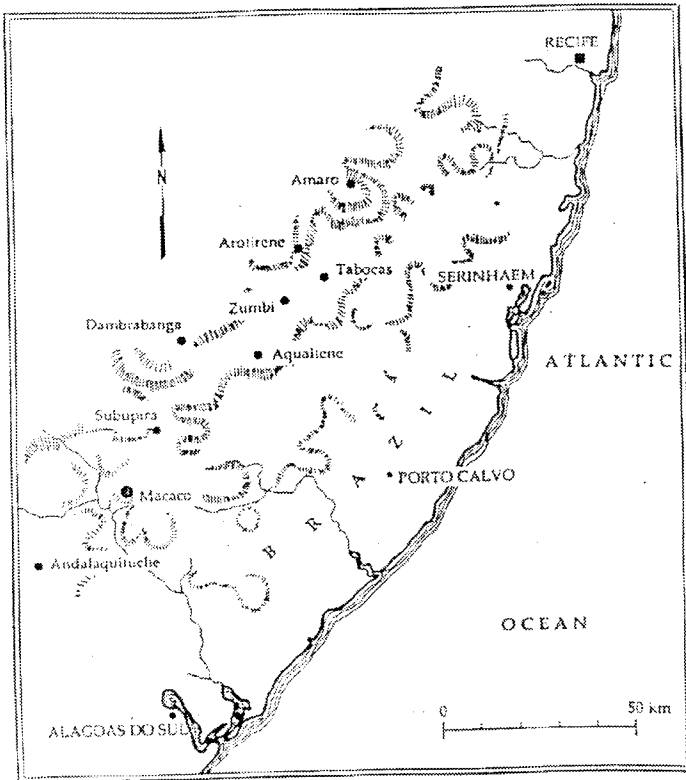 RECIFE
N
Amaro
Arotirene
Tabocas
SERINHAEM
Zumbi
Dambrabanga
Aqualtene
ATLANTIC
Subupira
PORTO CALVO
Macaco
BRAZIL
Andalaquituche
OCEAN
0 50 km
ALAGOAS DO SUL